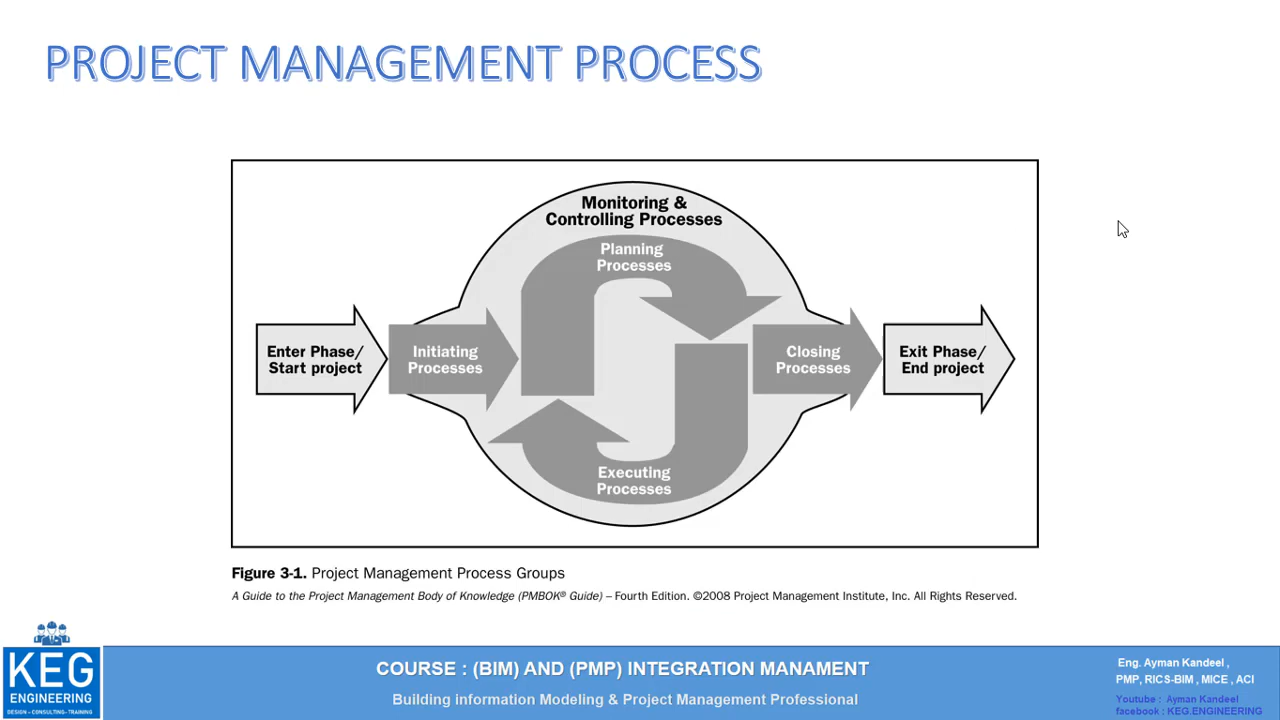 PROJECT MANAGEMENT PROCESS
Monitoring &
Controlling Processes
Planning
Processes
Enter Phase/
Start project
Initiating
Processes
Closing
Processes
Exit Phase/
End project
Executing
Processes
Figure 3-1. Project Management Process Groups
A Guide to the Project Management Body of Knowledge (PMBOK® Guide) – Fourth Edition. ©2008 Project Management Institute, Inc. All Rights Reserved.
KEG
ENGINEERING
DESIGN - CONSULTING - TRAINING
COURSE : (BIM) AND (PMP) INTEGRATION MANAMENT
Building information Modeling & Project Management Professional
Eng. Ayman Kandeel ,
PMP, RICS-BIM , MICE , ACI
Youtube : Ayman Kandeel
facebook : KEG.ENGINEERING